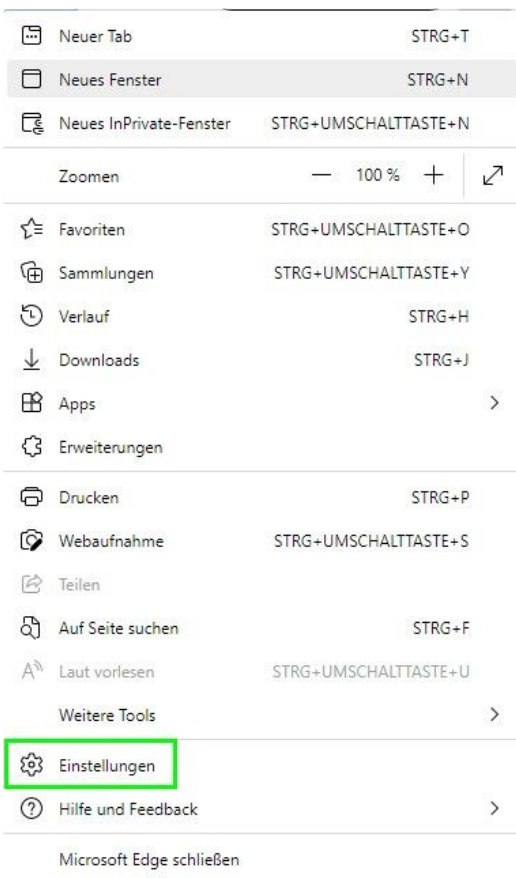 Neuer Tab STRG+T
Neues Fenster STRG+N
Neues InPrivate-Fenster STRG+UMSCHALTTASTE+N
Zoomen — 100 % +
Favoriten STRG+UMSCHALTTASTE+O
Sammlungen STRG+UMSCHALTTASTE+Y
Verlauf STRG+H
Downloads STRG+J
Apps
Erweiterungen
Drucken STRG+P
Webaufnahme STRG+UMSCHALTTASTE+S
Teilen
Auf Seite suchen STRG+F
Laut vorlesen STRG+UMSCHALTTASTE+U
Weitere Tools
Einstellungen
Hilfe und Feedback
Microsoft Edge schließen